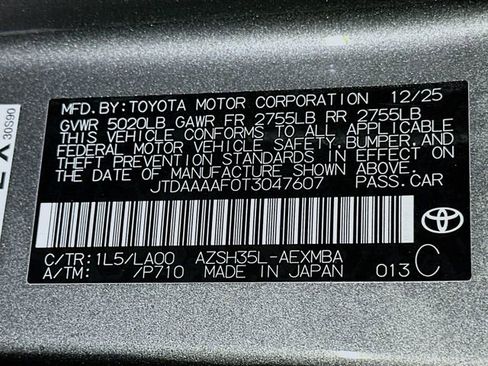 MFD.BY:TOYOTA MOTOR CORPORATION 12/25
GVWR 5020LB GAWR FR 2755LB RR 2755LB
THIS VEHICLE CONFORMS TO ALL APPLICABLE
FEDERAL MOTOR VEHICLE SAFETY,BUMPER,AND
THEFT PREVENTION STANDARDS IN EFFECT ON
THE DATE OF MANUFACTURE SHOWN ABOVE.
JTDAAAAF0T3047607 PASS.CAR
C/TR:1L5/LA00 AZSH35L-AEXMBA
A/TM: /P710 MADE IN JAPAN 013 C
TOYOTA
30S90